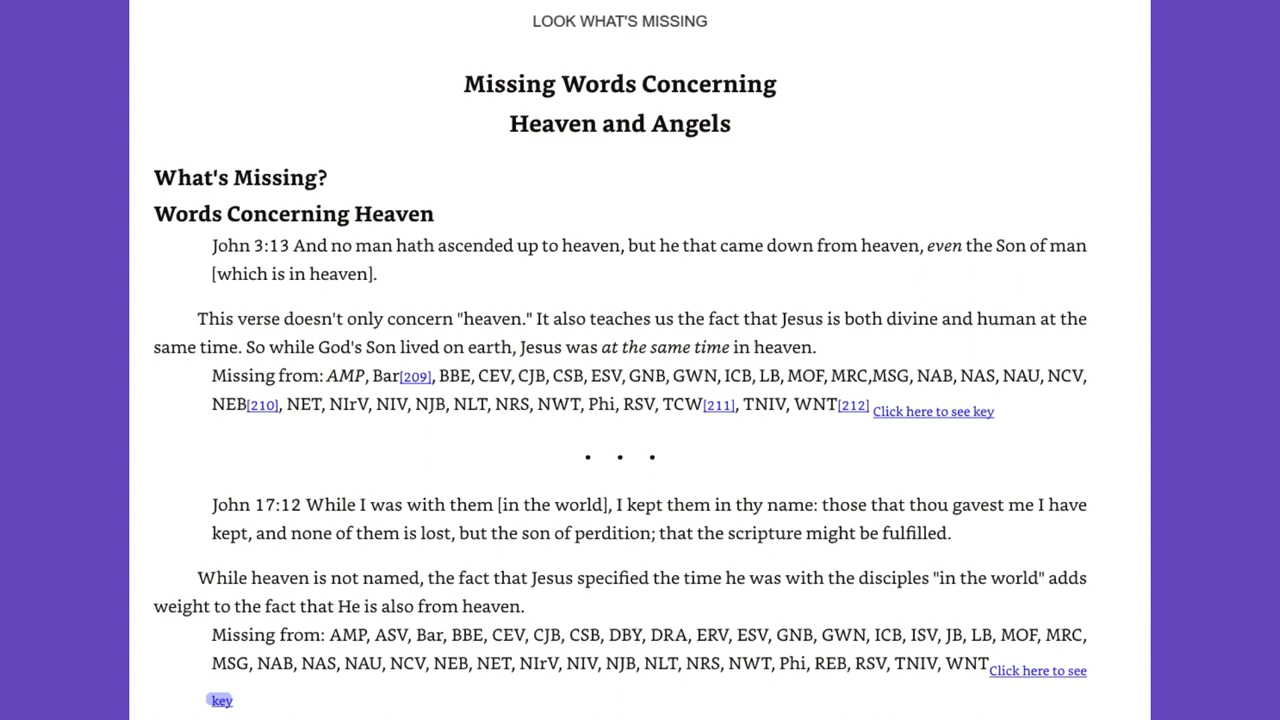 LOOK WHAT'S MISSING
Missing Words Concerning
Heaven and Angels
What's Missing?
Words Concerning Heaven
John 3:13 And no man hath ascended up to heaven, but he that came down from heaven, even the Son of man
[which is in heaven].
This verse doesn't only concern "heaven." It also teaches us the fact that Jesus is both divine and human at the
same time. So while God's Son lived on earth, Jesus was at the same time in heaven.
Missing from: AMP, Bar[209], BBE, CEV, CJB, CSB, ESV, GNB, GWN, ICB, LB, MOF, MRC,MSG, NAB, NAS, NAU, NCV,
NEB[210], NET, NIrV, NIV, NJB, NLT, NRS, NWT, Phi, RSV, TCW[211], TNIV, WNT[212] Click here to see key
• • •
John 17:12 While I was with them [in the world], I kept them in thy name: those that thou gavest me I have
kept, and none of them is lost, but the son of perdition; that the scripture might be fulfilled.
While heaven is not named, the fact that Jesus specified the time he was with the disciples "in the world" adds
weight to the fact that He is also from heaven.
Missing from: AMP, ASV, Bar, BBE, CEV, CJB, CSB, DBY, DRA, ERV, ESV, GNB, GWN, ICB, ISV, JB, LB, MOF, MRC,
MSG, NAB, NAS, NAU, NCV, NEB, NET, NIrV, NIV, NJB, NLT, NRS, NWT, Phi, REB, RSV, TNIV, WNT Click here to see
key